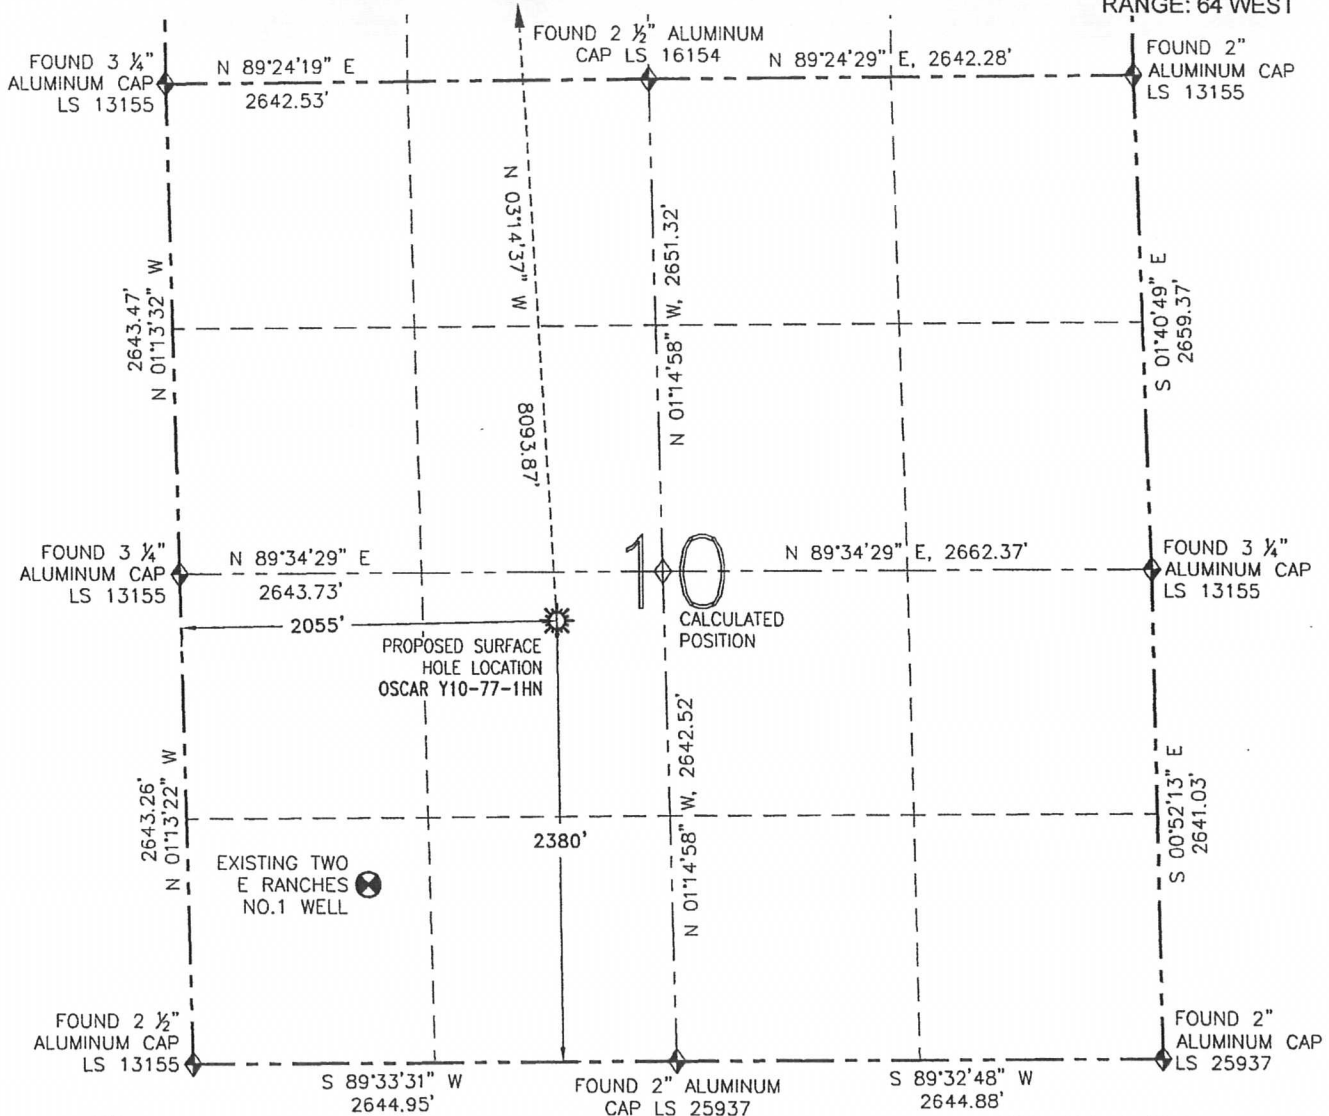 RANGE: 64 WEST
FOUND 3 ¼"
ALUMINUM CAP
LS 13155
N 89°24'19" E
2642.53'
FOUND 2 ½" ALUMINUM
CAP LS 16154
N 89°24'29" E, 2642.28'
FOUND 2"
ALUMINUM CAP
LS 13155
N 01°13'32" W
2643.47'
N 03°14'37" W
8093.87'
N 01°14'58" W, 2651.32'
S 01°40'49" E
2659.37'
FOUND 3 ¼"
ALUMINUM CAP
LS 13155
N 89°34'29" E
2643.73'
10
N 89°34'29" E, 2662.37'
FOUND 3 ¼"
ALUMINUM CAP
LS 13155
2055'
CALCULATED
POSITION
PROPOSED SURFACE
HOLE LOCATION
OSCAR Y10-77-1HN
N 01°13'22" W
2643.26'
2380'
N 01°14'58" W, 2642.52'
S 00°52'13" E
2641.03'
EXISTING TWO
E RANCHES
NO.1 WELL
FOUND 2 ½"
ALUMINUM CAP
LS 13155
S 89°33'31" W
2644.95'
FOUND 2" ALUMINUM
CAP LS 25937
S 89°32'48" W
2644.88'
FOUND 2"
ALUMINUM CAP
LS 25937